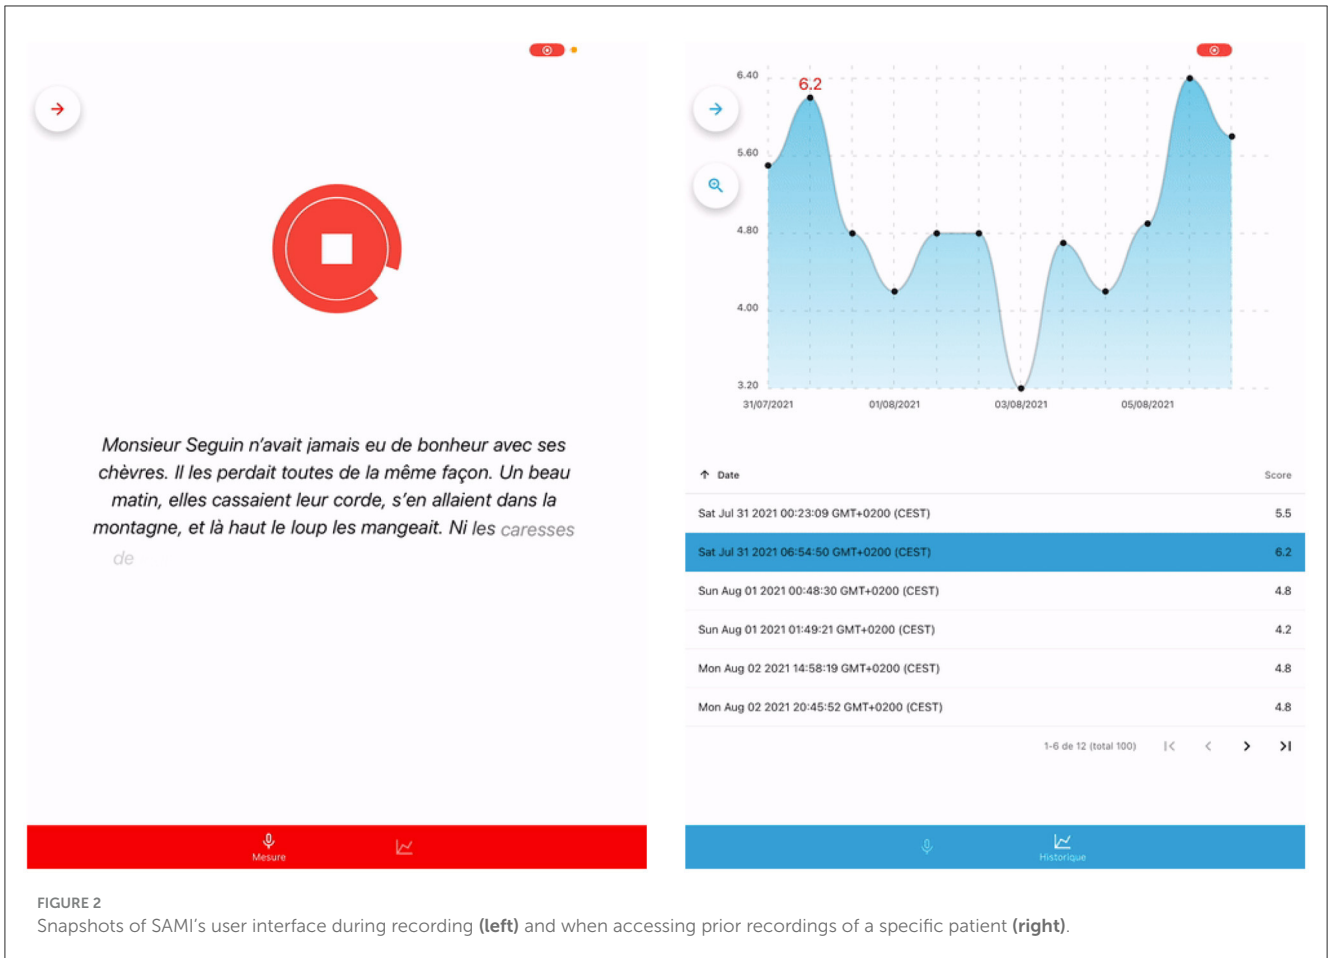 Monsieur Seguin n'avait jamais eu de bonheur avec ses
chèvres. Il les perdait toutes de la même façon. Un beau
matin, elles cassaient leur corde, s'en allaient dans la
montagne, et là haut le loup les mangeait. Ni les caresses
de
Mesure
6.40
6.2
5.60
4.80
4.00
3.20
31/07/2021 01/08/2021 03/08/2021 05/08/2021
Date Score
Sat Jul 31 2021 00:23:09 GMT+0200 (CEST) 5.5
Sat Jul 31 2021 06:54:50 GMT+0200 (CEST) 6.2
Sun Aug 01 2021 00:48:30 GMT+0200 (CEST) 4.8
Sun Aug 01 2021 01:49:21 GMT+0200 (CEST) 4.2
Mon Aug 02 2021 14:58:19 GMT+0200 (CEST) 4.8
Mon Aug 02 2021 20:45:52 GMT+0200 (CEST) 4.8
1-6 de 12 (total 100)
Historique
FIGURE 2
Snapshots of SAMI's user interface during recording (left) and when accessing prior recordings of a specific patient (right).